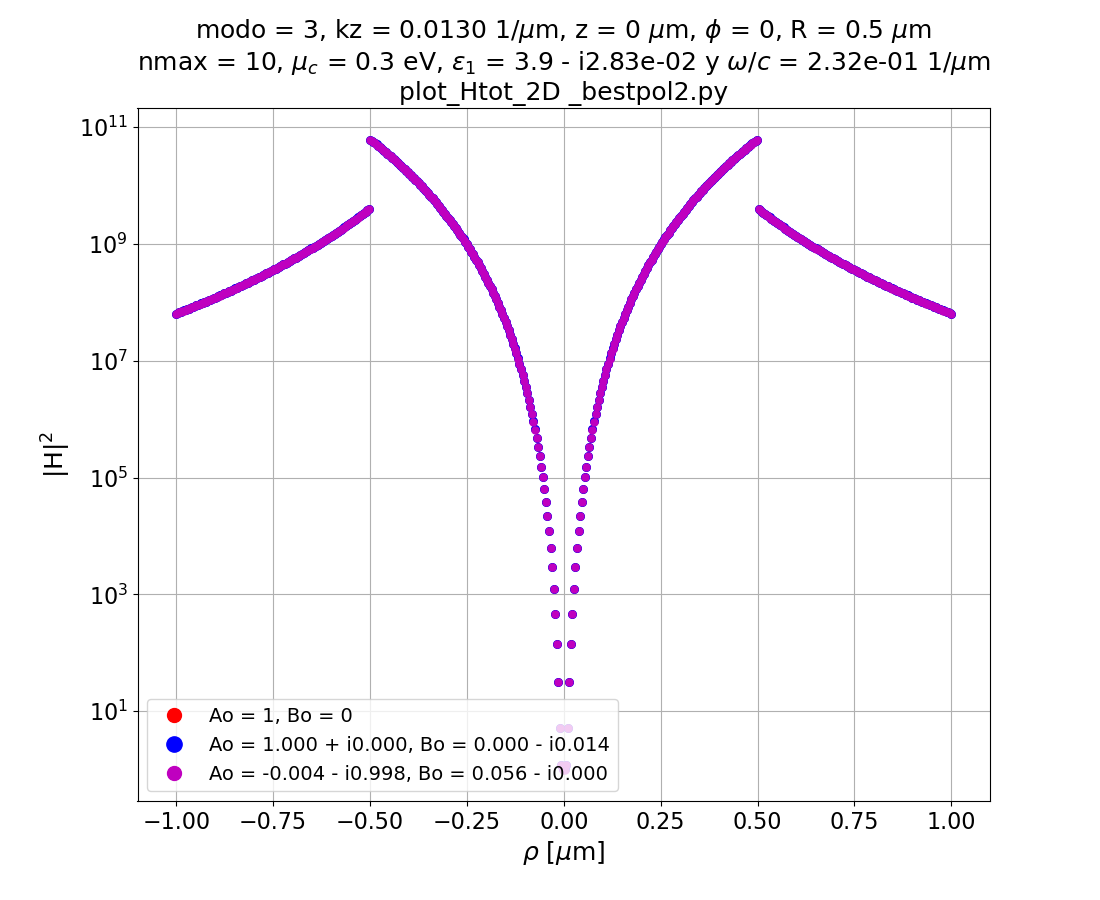 modo = 3, kz = 0.0130 1/μm, z = 0 μm, ϕ = 0, R = 0.5 μm
nmax = 10, μ_c = 0.3 eV, ε₁ = 3.9 - i2.83e-02 y ω/c = 2.32e-01 1/μm
plot_Htot_2D _bestpol2.py
10¹¹
10⁹
10⁷
10⁵
10³
10¹
|H|²
Ao = 1, Bo = 0
Ao = 1.000 + i0.000, Bo = 0.000 - i0.014
Ao = -0.004 - i0.998, Bo = 0.056 - i0.000
−1.00 −0.75 −0.50 −0.25 0.00 0.25 0.50 0.75 1.00
ρ [μm]